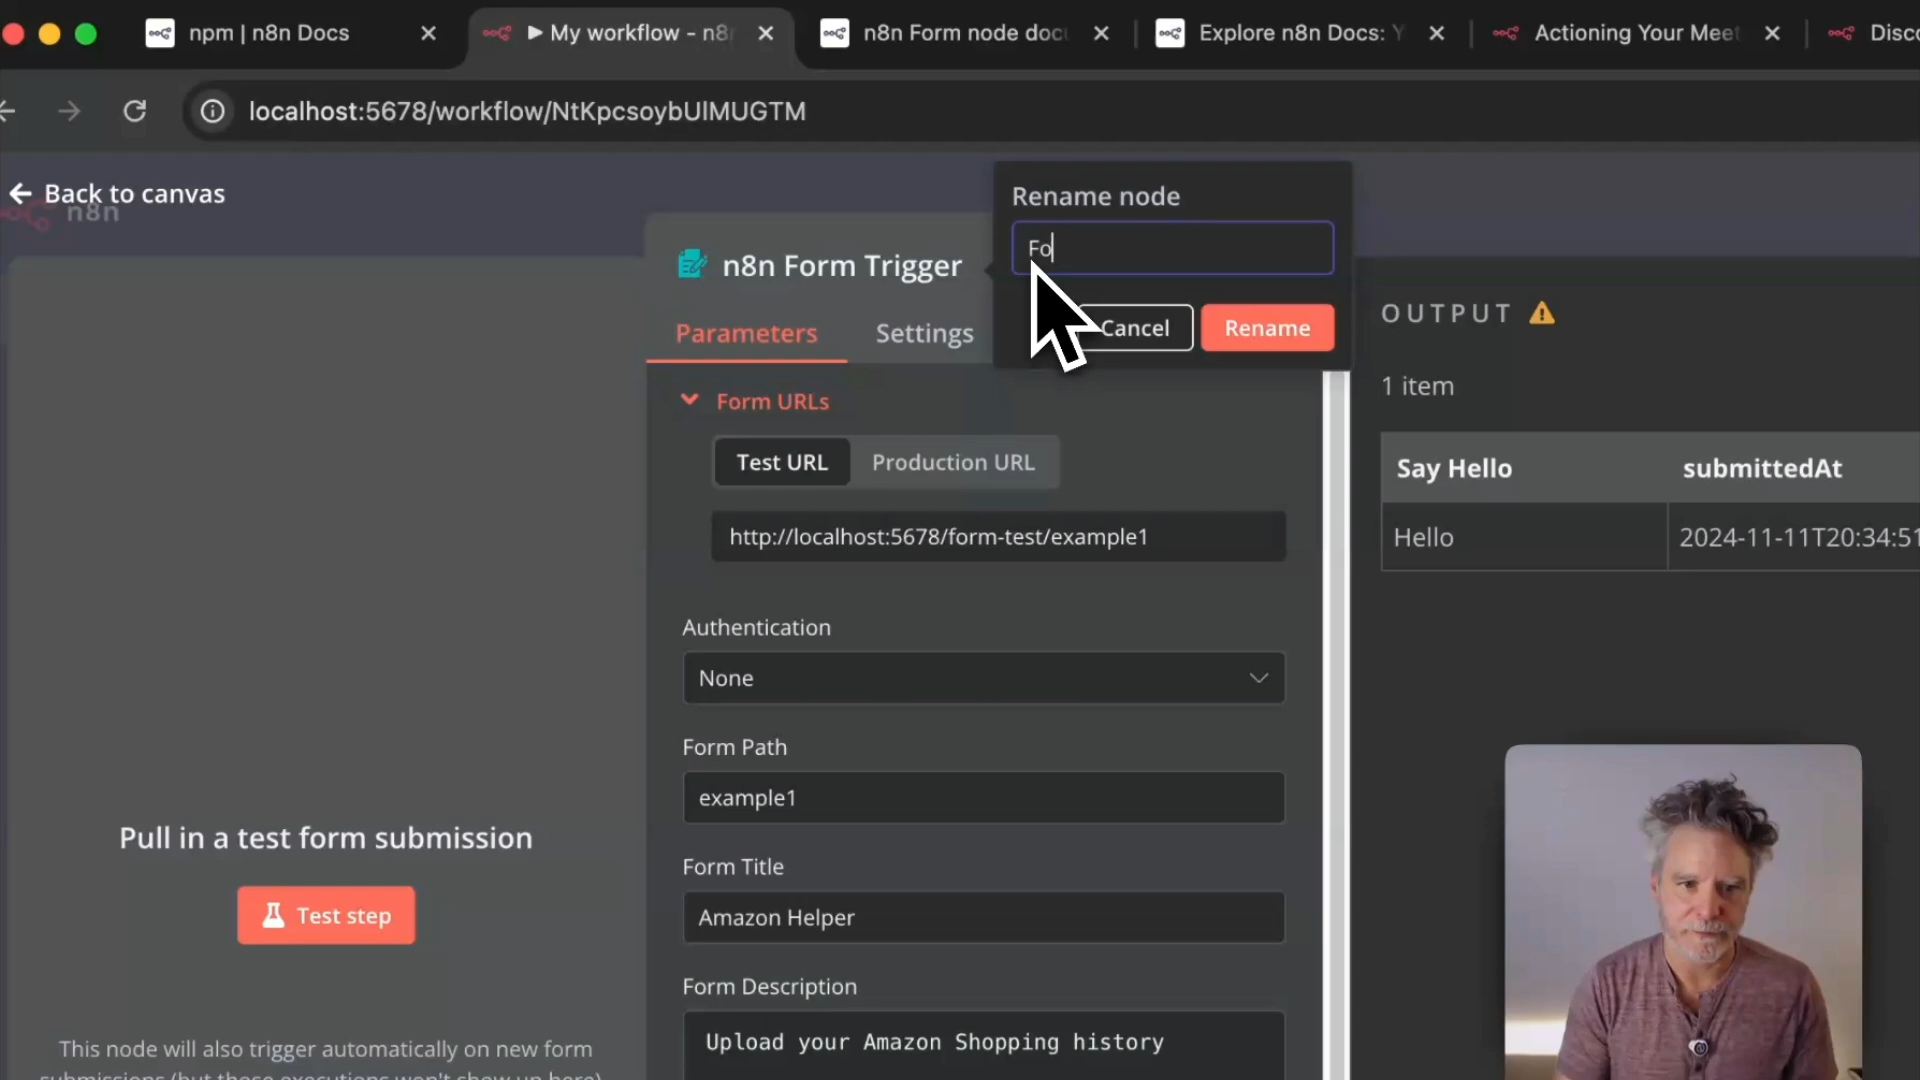 npm | n8n Docs
My workflow - n8
n8n Form node doc
Explore n8n Docs: Y
Actioning Your Meet
Disco
localhost:5678/workflow/NtKpcsoybUlMUGTM
Back to canvas
n8n
Rename node
Fo
Cancel
Rename
n8n Form Trigger
Parameters
Settings
Form URLs
Test URL
Production URL
http://localhost:5678/form-test/example1
Authentication
None
Form Path
example1
Form Title
Amazon Helper
Form Description
Upload your Amazon Shopping history
Pull in a test form submission
Test step
This node will also trigger automatically on new form
submissions (but those executions won't show up here)
OUTPUT
1 item
Say Hello submittedAt
Hello 2024-11-11T20:34:51